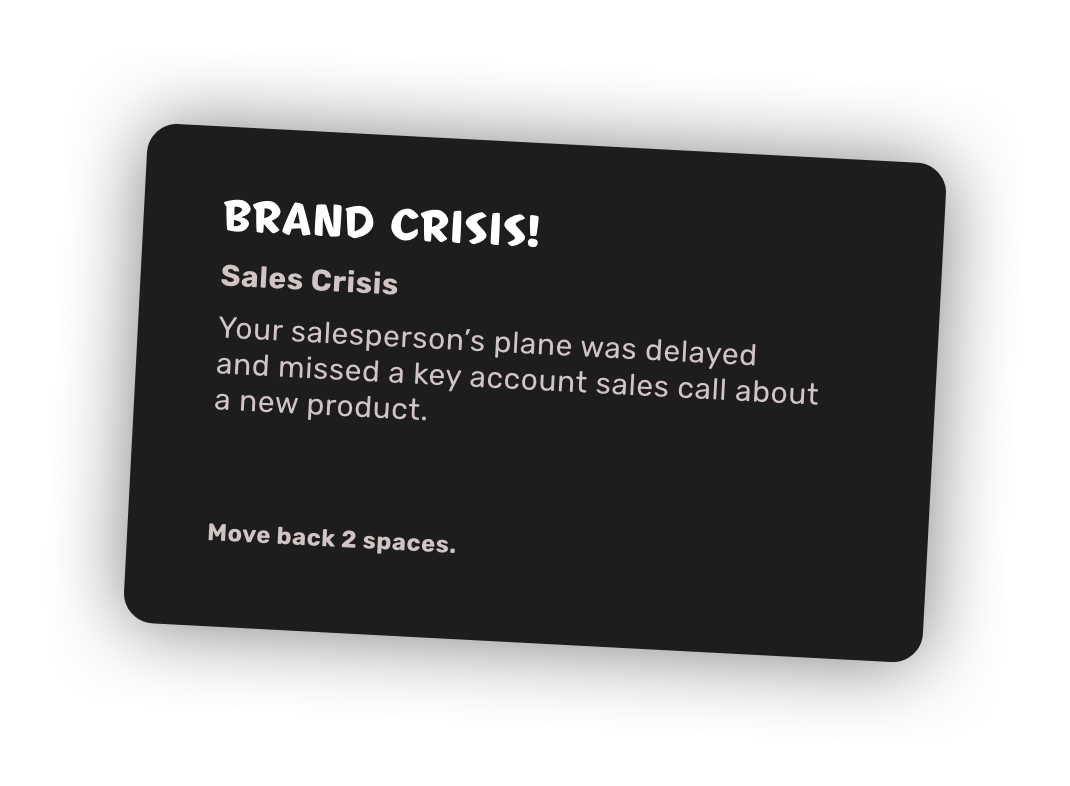 BRAND CRISIS!
Sales Crisis
Your salesperson’s plane was delayed
and missed a key account sales call about
a new product.
Move back 2 spaces.